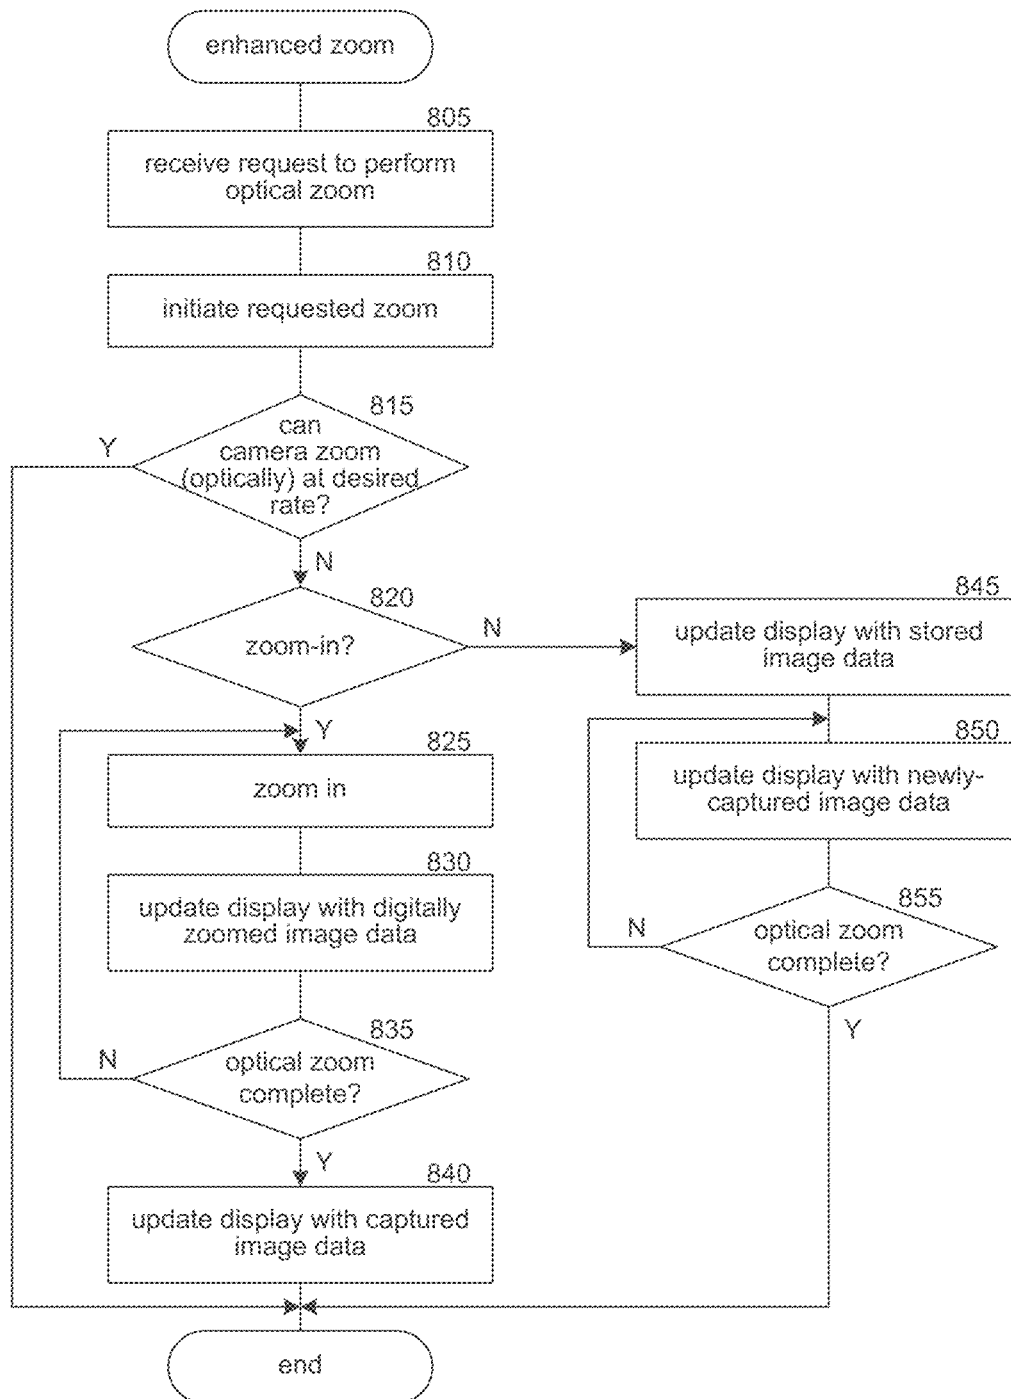 enhanced zoom
805
receive request to perform
optical zoom
810
initiate requested zoom
815
can
camera zoom
(optically) at desired
rate?
Y
N
820
zoom-in?
N
Y
825
zoom in
830
update display with digitally
zoomed image data
835
optical zoom
complete?
N
Y
840
update display with captured
image data
845
update display with stored
image data
850
update display with newly-
captured image data
855
optical zoom
complete?
N
Y
end